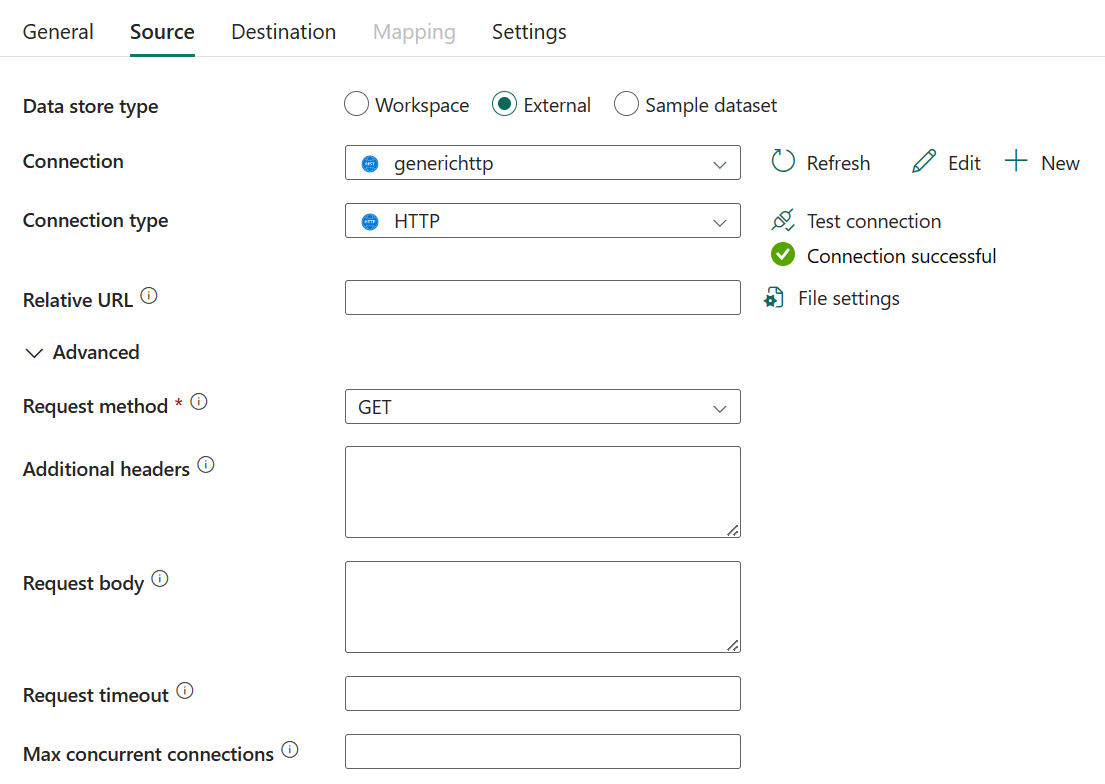 General Source Destination Mapping Settings
Data store type Workspace External Sample dataset
Connection generichttp Refresh Edit New
Connection type HTTP Test connection
Connection successful
Relative URL File settings
Advanced
Request method * GET
Additional headers
Request body
Request timeout
Max concurrent connections